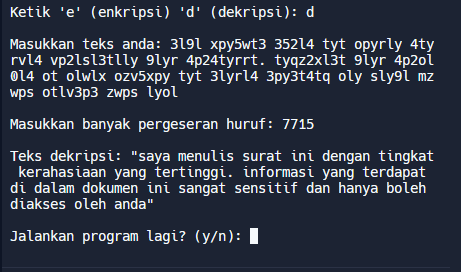 Ketik 'e' (enkripsi) 'd' (dekripsi): d
Masukkan teks anda: 3l9l xpy5wt3 352l4 tyt opyrly 4ty
rvl4 vp2lsl3tlly 9lyr 4p24tyrrt. tyqz2xl3t 9lyr 4p2ol
0l4 ot olwlx ozv5xpy tyt 3lyrl4 3py3t4tq oly sly9l mz
wps otlv3p3 zwps lyol
Masukkan banyak pergeseran huruf: 7715
Teks dekripsi: "saya menulis surat ini dengan tingkat
kerahasiaan yang tertinggi. informasi yang terdapat
di dalam dokumen ini sangat sensitif dan hanya boleh
diakses oleh anda"
Jalankan program lagi? (y/n):